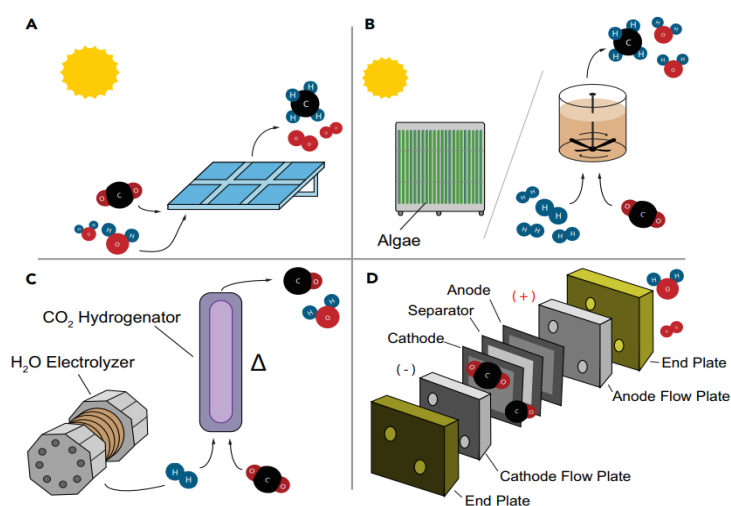 A
C
H
H
H
H
C
O
O
O
O
O
C
O
H
H
O
H
H
O
B
H
H
H
H
C
H
H
O
H
H
O
Algae
H
H
H
H
H
H
H
H
O
C
O
C
CO2 Hydrogenator
H2O Electrolyzer
Δ
C
O
H
H
O
H
H
O
C
O
D
Anode
Separator
Cathode
(+)
(-)
O
C
O
C
O
H
H
O
O
O
End Plate
Anode Flow Plate
Cathode Flow Plate
End Plate